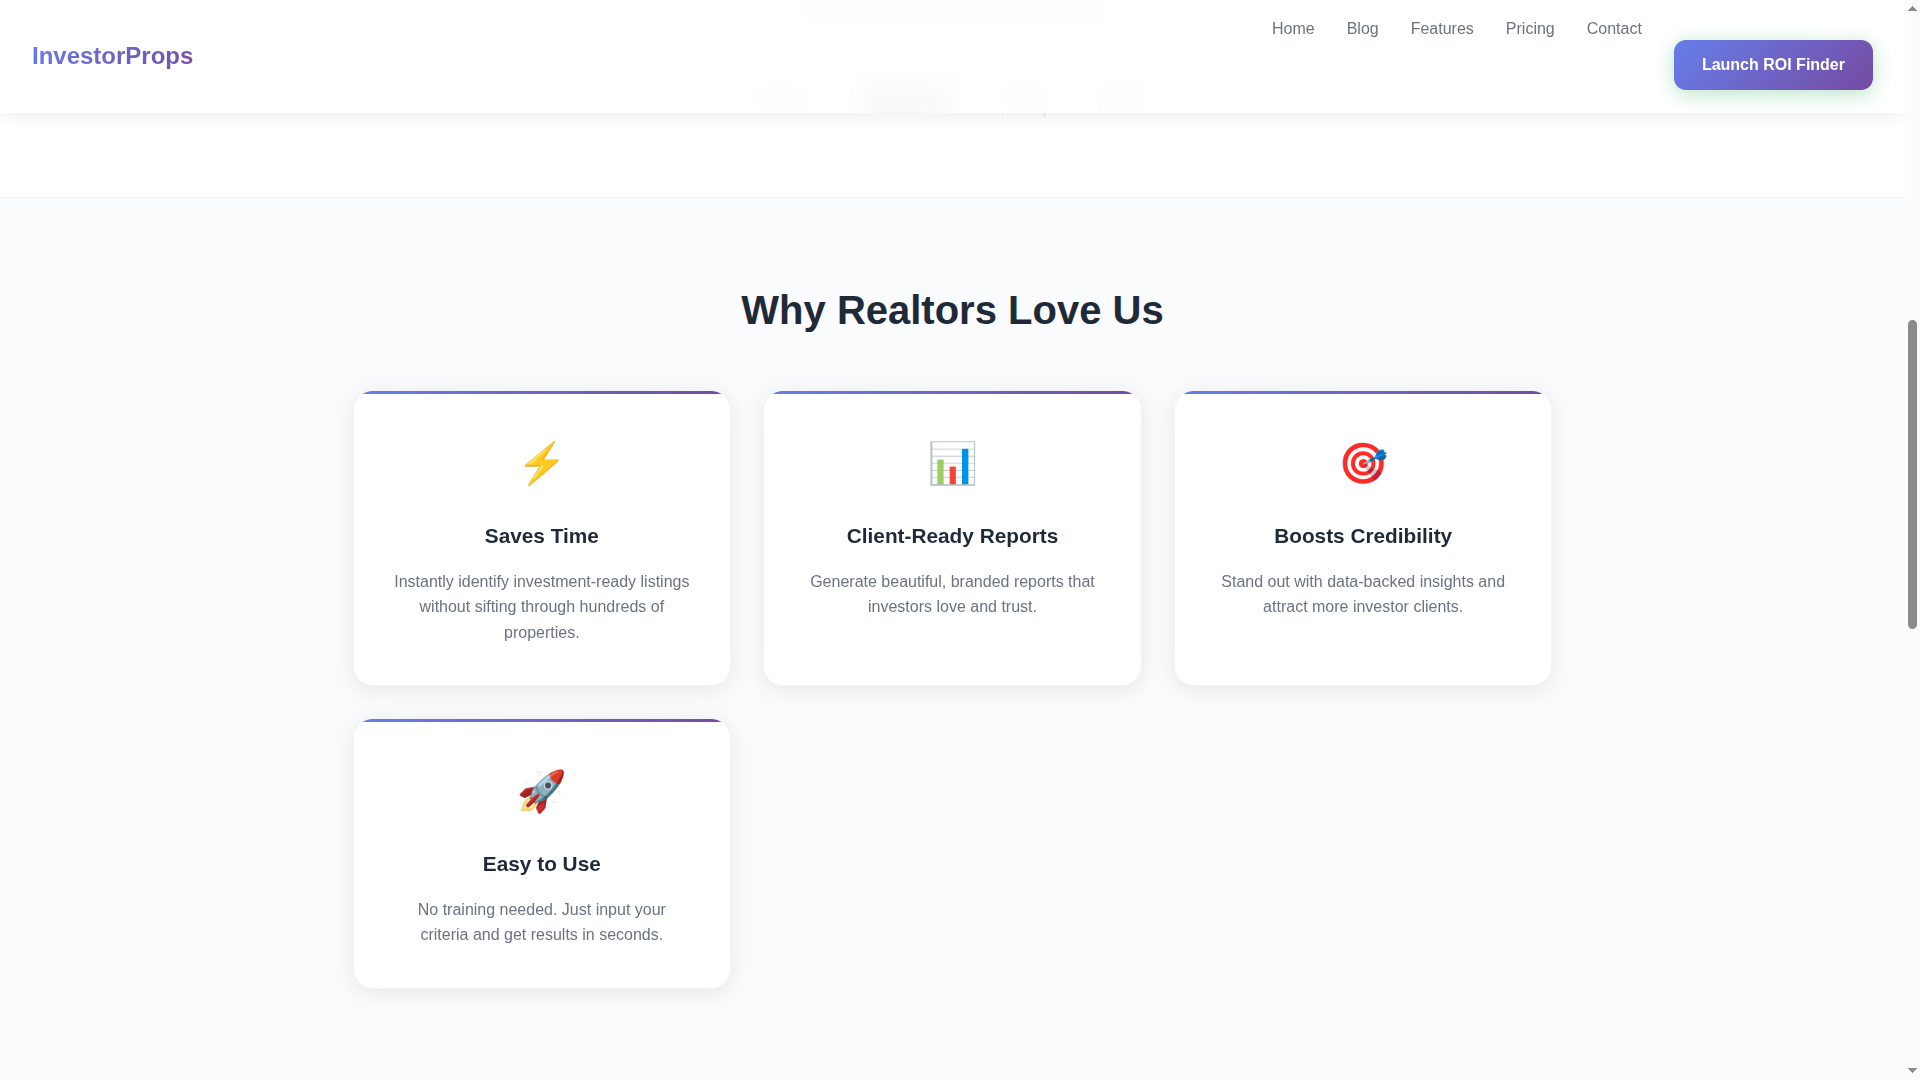 InvestorProps
Home
Blog
Features
Pricing
Contact
Launch ROI Finder
Why Realtors Love Us
Saves Time
Instantly identify investment-ready listings
without sifting through hundreds of
properties.
Client-Ready Reports
Generate beautiful, branded reports that
investors love and trust.
Boosts Credibility
Stand out with data-backed insights and
attract more investor clients.
Easy to Use
No training needed. Just input your
criteria and get results in seconds.